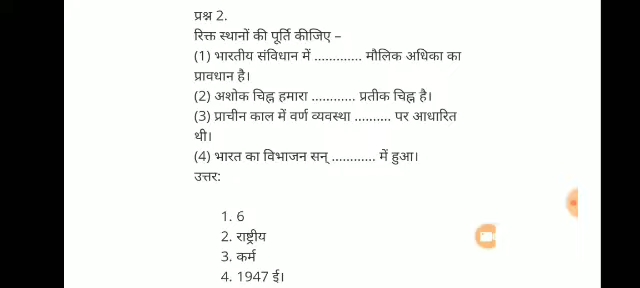 प्रश्न 2.
रिक्त स्थानों की पूर्ति कीजिए –
(1) भारतीय संविधान में ............. मौलिक अधिका का
प्रावधान है।
(2) अशोक चिह्न हमारा ............ प्रतीक चिह्न है।
(3) प्राचीन काल में वर्ण व्यवस्था .......... पर आधारित
थी।
(4) भारत का विभाजन सन् ............ में हुआ।
उत्तर:
1. 6
2. राष्ट्रीय
3. कर्म
4. 1947 ई।